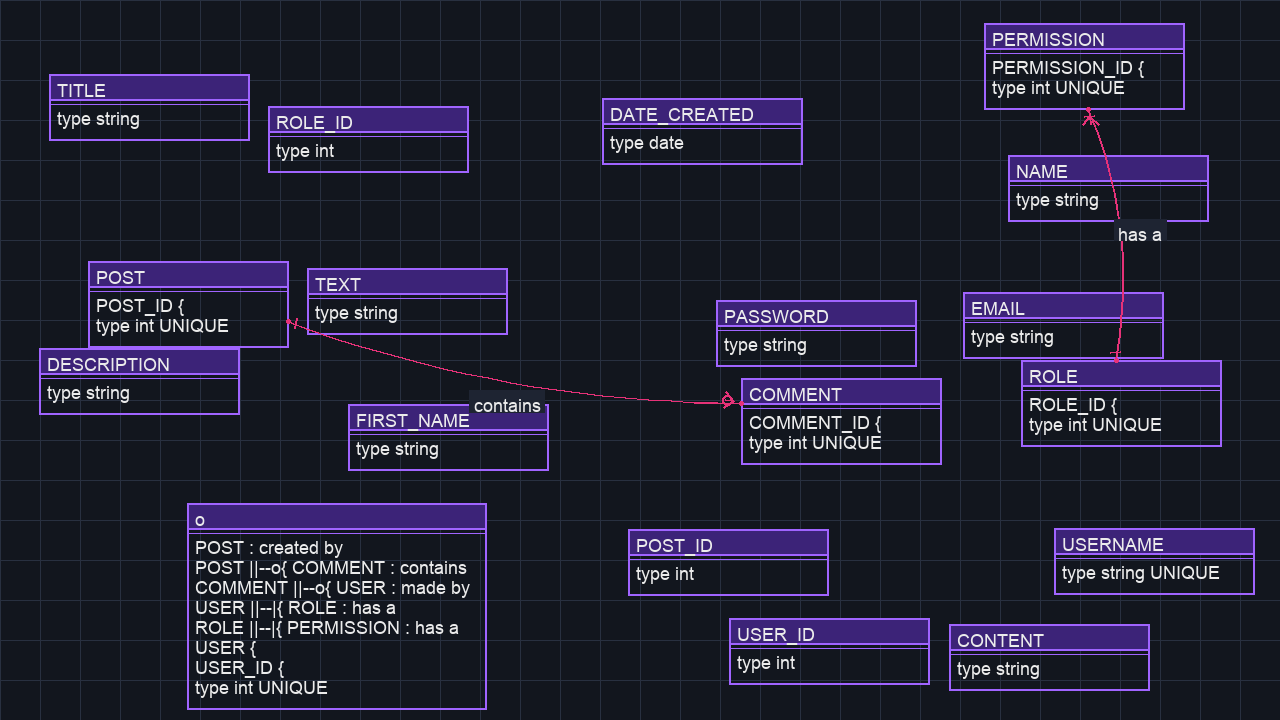 PERMISSION
PERMISSION_ID {
type int UNIQUE
TITLE
type string
ROLE_ID
type int
DATE_CREATED
type date
NAME
type string
has a
POST
POST_ID {
type int UNIQUE
TEXT
type string
PASSWORD
type string
EMAIL
type string
DESCRIPTION
type string
ROLE
ROLE_ID {
type int UNIQUE
COMMENT
COMMENT_ID {
type int UNIQUE
contains
FIRST_NAME
type string
o
POST : created by
POST ||--o{ COMMENT : contains
COMMENT ||--o{ USER : made by
USER ||--|{ ROLE : has a
ROLE ||--|{ PERMISSION : has a
USER {
USER_ID {
type int UNIQUE
POST_ID
type int
USERNAME
type string UNIQUE
USER_ID
type int
CONTENT
type string